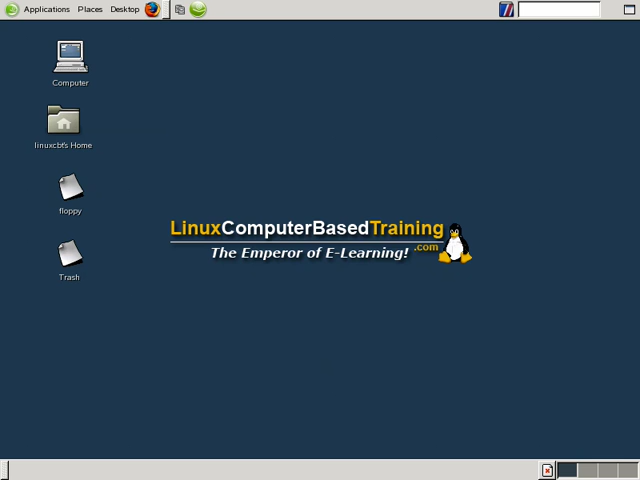 Applications Places Desktop
Computer
linuxcbt's Home
floppy
Trash
LinuxComputerBasedTraining
.com
The Emperor of E-Learning!